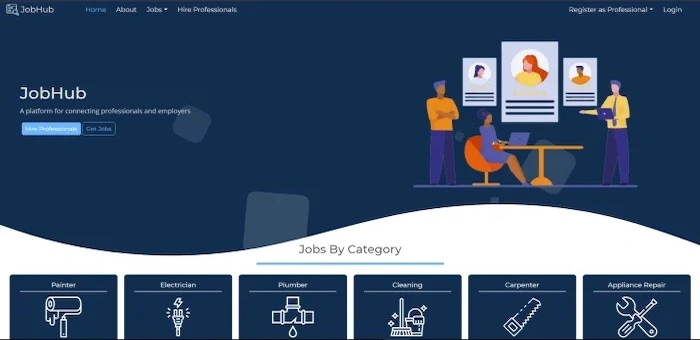 JobHub Home About Jobs Hire Professionals Register as Professional Login
JobHub
A platform for connecting professionals and employers
Hire Professionals Get Jobs
Jobs By Category
Painter Electrician Plumber Cleaning Carpenter Appliance Repair